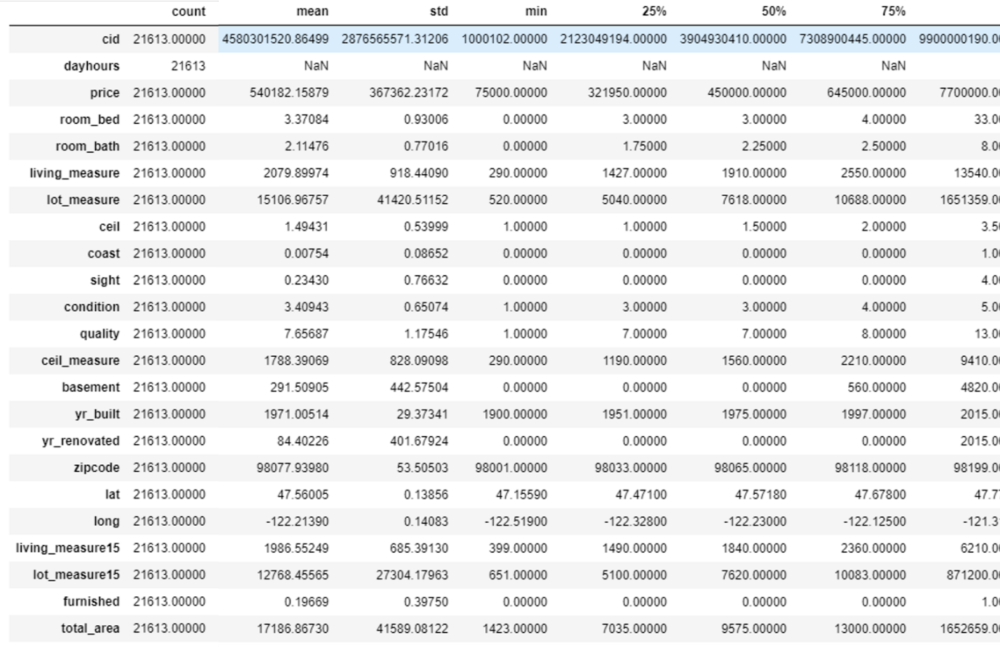 count mean std min 25% 50% 75%
cid 21613.00000 4580301520.86499 2876565571.31206 1000102.00000 2123049194.00000 3904930410.00000 7308900445.00000 9900000190.0
dayhours 21613 NaN NaN NaN NaN NaN NaN
price 21613.00000 540182.15879 367362.23172 75000.00000 321950.00000 450000.00000 645000.00000 7700000.0
room_bed 21613.00000 3.37084 0.93006 0.00000 3.00000 3.00000 4.00000 33.0
room_bath 21613.00000 2.11476 0.77016 0.00000 1.75000 2.25000 2.50000 8.0
living_measure 21613.00000 2079.89974 918.44090 290.00000 1427.00000 1910.00000 2550.00000 13540.0
lot_measure 21613.00000 15106.96757 41420.51152 520.00000 5040.00000 7618.00000 10688.00000 1651359.0
ceil 21613.00000 1.49431 0.53999 1.00000 1.00000 1.50000 2.00000 3.5
coast 21613.00000 0.00754 0.08652 0.00000 0.00000 0.00000 0.00000 1.0
sight 21613.00000 0.23430 0.76632 0.00000 0.00000 0.00000 0.00000 4.0
condition 21613.00000 3.40943 0.65074 1.00000 3.00000 3.00000 4.00000 5.0
quality 21613.00000 7.65687 1.17546 1.00000 7.00000 7.00000 8.00000 13.0
ceil_measure 21613.00000 1788.39069 828.09098 290.00000 1190.00000 1560.00000 2210.00000 9410.0
basement 21613.00000 291.50905 442.57504 0.00000 0.00000 0.00000 560.00000 4820.0
yr_built 21613.00000 1971.00514 29.37341 1900.00000 1951.00000 1975.00000 1997.00000 2015.0
yr_renovated 21613.00000 84.40226 401.67924 0.00000 0.00000 0.00000 0.00000 2015.0
zipcode 21613.00000 98077.93980 53.50503 98001.00000 98033.00000 98065.00000 98118.00000 98199.0
lat 21613.00000 47.56005 0.13856 47.15590 47.47100 47.57180 47.67800 47.7
long 21613.00000 -122.21390 0.14083 -122.51900 -122.32800 -122.23000 -122.12500 -121.3
living_measure15 21613.00000 1986.55249 685.39130 399.00000 1490.00000 1840.00000 2360.00000 6210.0
lot_measure15 21613.00000 12768.45565 27304.17963 651.00000 5100.00000 7620.00000 10083.00000 871200.0
furnished 21613.00000 0.19669 0.39750 0.00000 0.00000 0.00000 0.00000 1.0
total_area 21613.00000 17186.86730 41589.08122 1423.00000 7035.00000 9575.00000 13000.00000 1652659.0